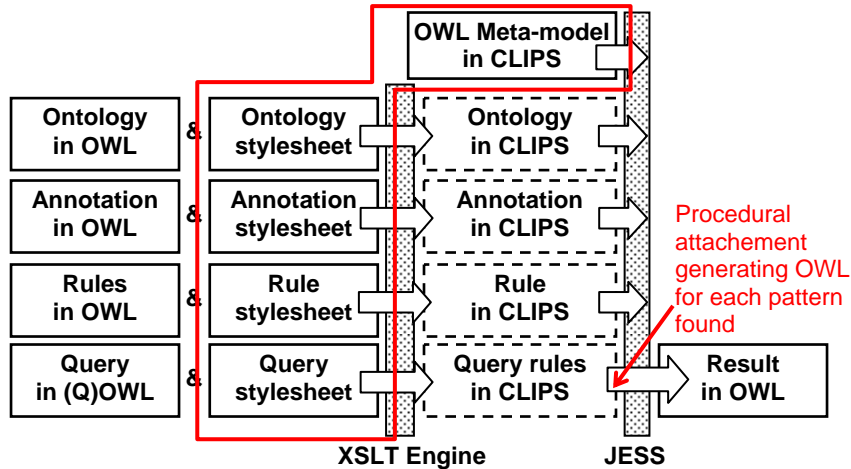 OWL Meta-model
in CLIPS
Ontology
in OWL
&
Ontology
stylesheet
Ontology
in CLIPS
Annotation
in OWL
&
Annotation
stylesheet
Annotation
in CLIPS
Procedural
attachement
generating OWL
for each pattern
found
Rules
in OWL
&
Rule
stylesheet
Rule
in CLIPS
Query
in (Q)OWL
&
Query
stylesheet
Query rules
in CLIPS
Result
in OWL
XSLT Engine
JESS